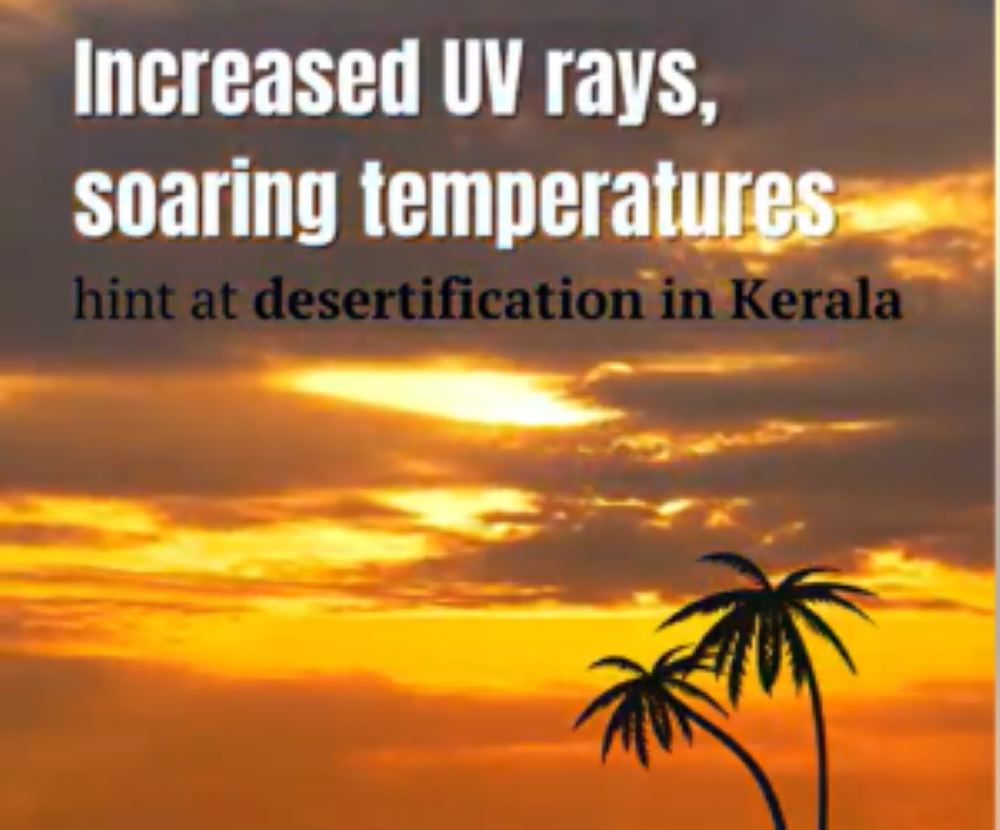 Increased UV rays,
soaring temperatures
hint at desertification in Kerala